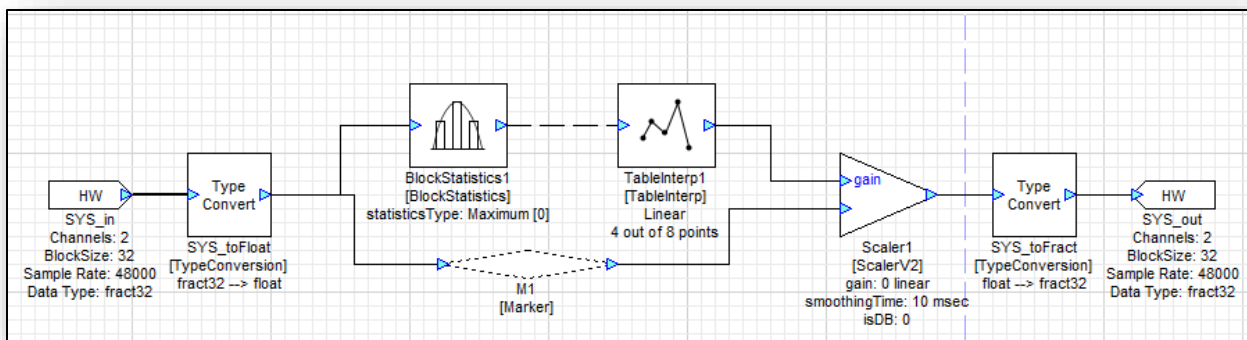 HW
SYS_in
Channels: 2
BlockSize: 32
Sample Rate: 48000
Data Type: fract32
Type
Convert
SYS_toFloat
[TypeConversion]
fract32 --> float
BlockStatistics1
[BlockStatistics]
statisticsType: Maximum [0]
M1
[Marker]
TableInterp1
[TableInterp]
Linear
4 out of 8 points
gain
Scaler1
[ScalerV2]
gain: 0 linear
smoothingTime: 10 msec
isDB: 0
Type
Convert
SYS_toFract
[TypeConversion]
float --> fract32
HW
SYS_out
Channels: 2
BlockSize: 32
Sample Rate: 48000
Data Type: fract32